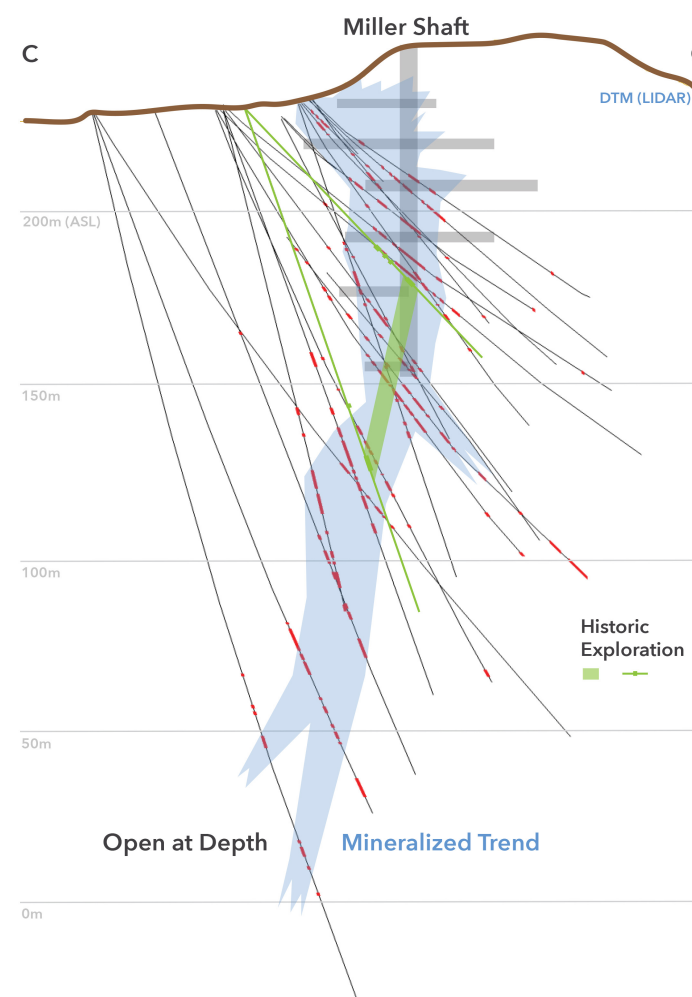 Miller Shaft
C
DTM (LIDAR)
200m (ASL)
150m
100m
Historic
Exploration
50m
Open at Depth
Mineralized Trend
0m